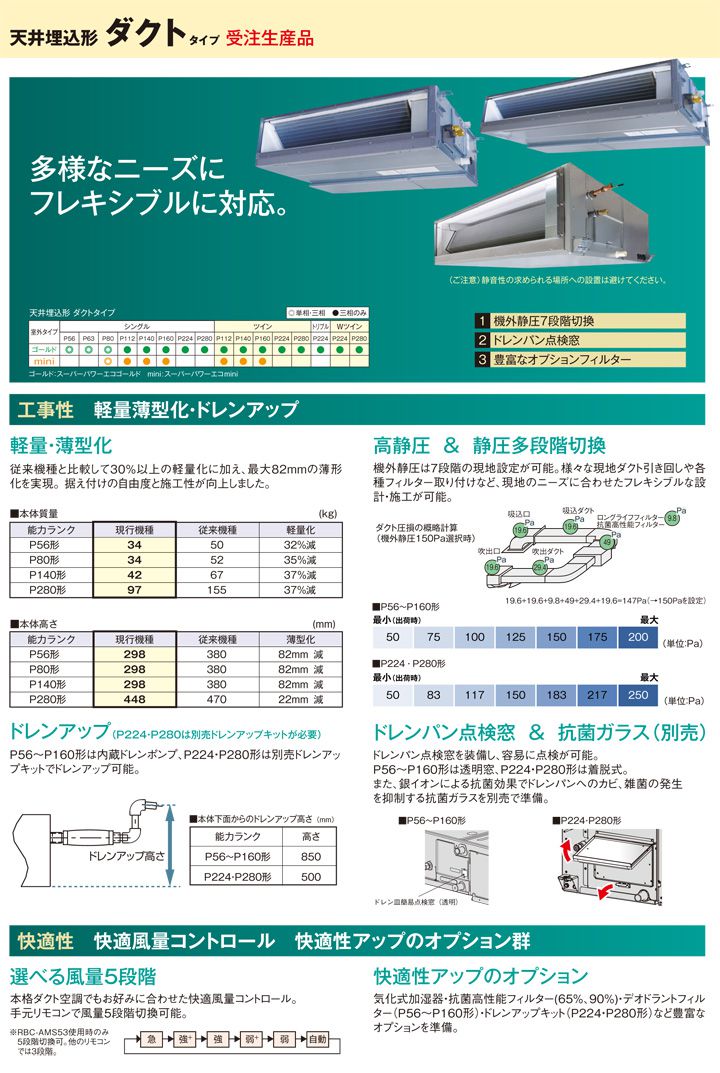 天井埋込形 ダクトタイプ 受注生産品
多様なニーズに
フレキシブルに対応。
(ご注意)静音性の求められる場所への設置は避けてください。
天井埋込形 ダクトタイプ
◎単相・三相 ●三相のみ
室外タイプ シングル ツイン トリプル Wツイン
P56 P63 P80 P112 P140 P160 P224 P280 P112 P140 P160 P224 P280 P224 P224 P280
ゴールド ◎ ◎ ◎ ● ● ● ● ● ● ● ● ● ● ● ● ●
mini ◎ ● ● ● ● ● ●
ゴールド:スーパーパワーエコゴールド mini:スーパーパワーエコmini
1 機外静圧7段階切換
2 ドレンパン点検窓
3 豊富なオプションフィルター
工事性 軽量薄型化・ドレンアップ
軽量・薄型化
従来機種と比較して30%以上の軽量化に加え、最大82mmの薄形
化を実現。据え付けの自由度と施工性が向上しました。
■本体質量 (kg)
能力ランク 現行機種 従来機種 軽量化
P56形 34 50 32%減
P80形 34 52 35%減
P140形 42 67 37%減
P280形 97 155 37%減
■本体高さ (mm)
能力ランク 現行機種 従来機種 薄型化
P56形 298 380 82mm 減
P80形 298 380 82mm 減
P140形 298 380 82mm 減
P280形 448 470 22mm 減
高静圧 & 静圧多段階切換
機外静圧は7段階の現地設定が可能。様々な現地ダクト引き回しや各
種フィルター取り付けなど、現地のニーズに合わせたフレキシブルな設
計・施工が可能。
ダクト圧損の概略計算
(機外静圧150Pa選択時)
吸込口 19.6 Pa
吸込ダクト 19.6 Pa
ロングライフフィルター
抗菌高性能フィルター 9.8 Pa
49 Pa
吹出口 19.6 Pa
吹出ダクト 29.4 Pa
19.6+19.6+9.8+49+29.4+19.6=147Pa(→150Paを設定)
■P56〜P160形
最小(出荷時) 最大
50 75 100 125 150 175 200 (単位:Pa)
■P224・P280形
最小(出荷時) 最大
50 83 117 150 183 217 250 (単位:Pa)
ドレンアップ(P224・P280は別売ドレンアップキットが必要)
P56〜P160形は内蔵ドレンポンプ、P224・P280形は別売ドレンアッ
プキットでドレンアップ可能。
ドレンアップ高さ
■本体下面からのドレンアップ高さ (mm)
能力ランク 高さ
P56〜P160形 850
P224・P280形 500
ドレンパン点検窓 & 抗菌ガラス(別売)
ドレンパン点検窓を装備し、容易に点検が可能。
P56〜P160形は透明窓、P224・P280形は着脱式。
また、銀イオンによる抗菌効果でドレンパンへのカビ、雑菌の発生
を抑制する抗菌ガラスを別売で準備。
■P56〜P160形
ドレン皿簡易点検窓(透明)
■P224・P280形
快適性 快適風量コントロール 快適性アップのオプション群
選べる風量5段階
本格ダクト空調でもお好みに合わせた快適風量コントロール。
手元リモコンで風量5段階切換可能。
※RBC-AMS53使用時のみ
5段階切換可。他のリモコン
では3段階。
急 強+ 強 弱+ 弱 自動
快適性アップのオプション
気化式加湿器・抗菌高性能フィルター(65%、90%)・デオドラントフィル
ター(P56〜P160形)・ドレンアップキット(P224・P280形)など豊富な
オプションを準備。